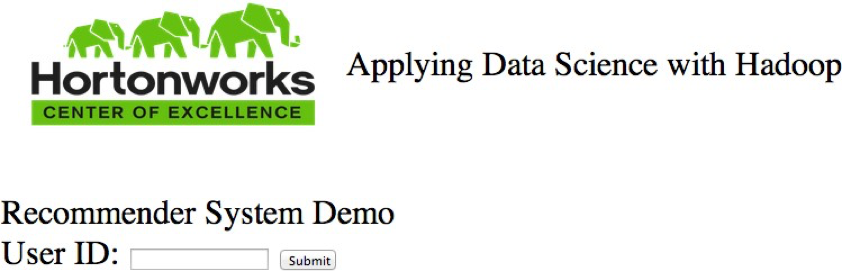 Hortonworks
CENTER OF EXCELLENCE
Applying Data Science with Hadoop
Recommender System Demo
User ID:
Submit